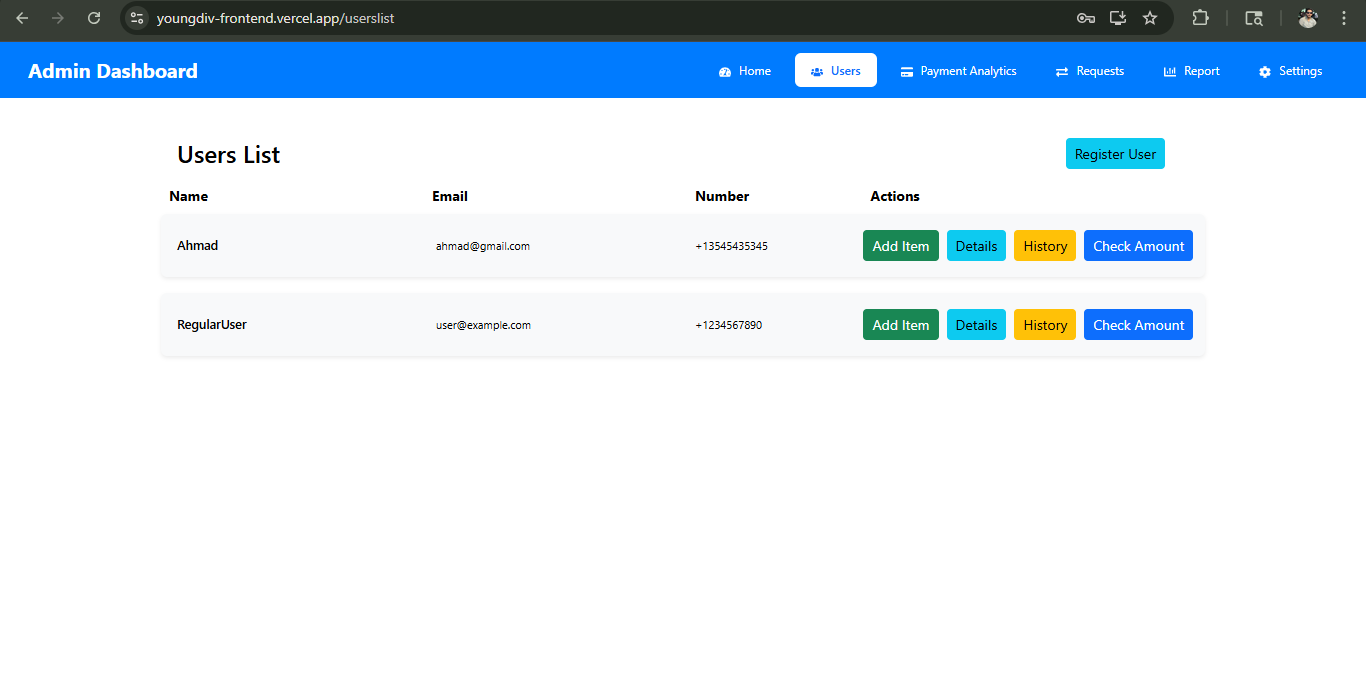 youngdiv-frontend.vercel.app/userslist
Admin Dashboard Home Users Payment Analytics Requests Report Settings
Users List Register User
Name Email Number Actions
Ahmad ahmad@gmail.com +13545435345 Add Item Details History Check Amount
RegularUser user@example.com +1234567890 Add Item Details History Check Amount